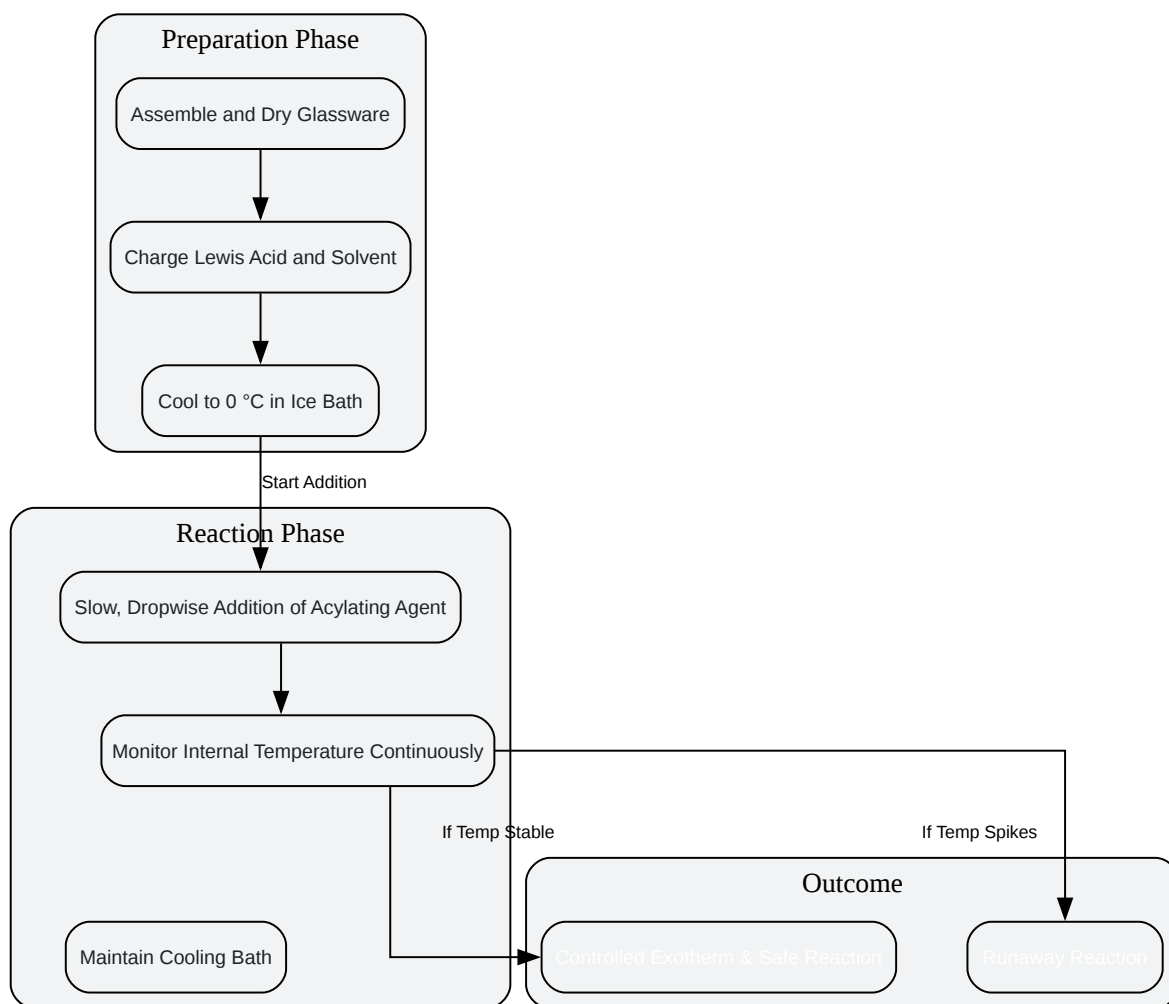 Preparation Phase
Assemble and Dry Glassware
Charge Lewis Acid and Solvent
Cool to 0 °C in Ice Bath
Start Addition
Reaction Phase
Slow, Dropwise Addition of Acylating Agent
Monitor Internal Temperature Continuously
If Temp Stable
If Temp Spikes
Outcome
Maintain Cooling Bath
Controlled Exotherm & Safe Reaction
Runaway Reaction